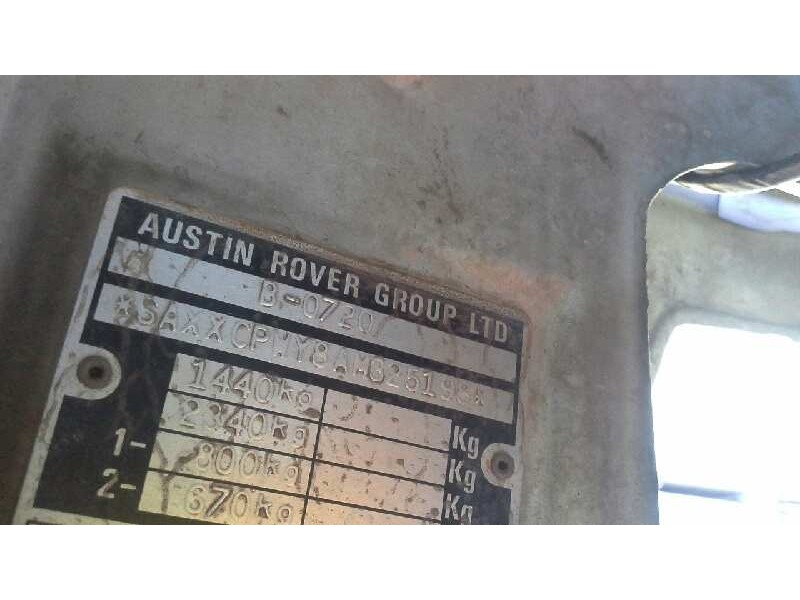 AUSTIN ROVER GROUP LTD
B-0720
1440kg Kg
2340kg Kg
1- 800kg Kg
2- 670kg